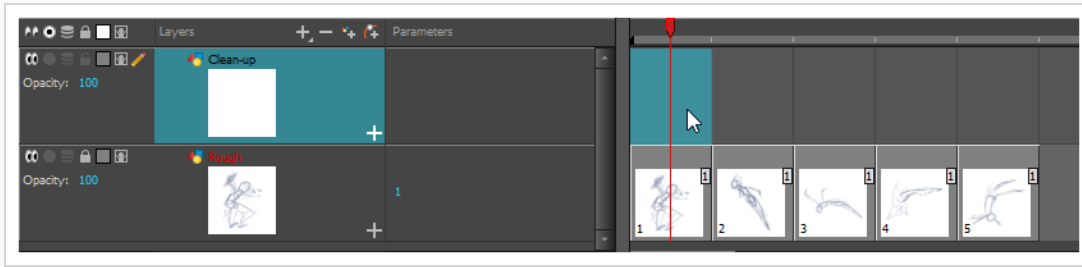 Layers Parameters
Clean-up
Opacity: 100
Rough
Opacity: 100
1
1 1 1 1 1
1 2 3 4 5